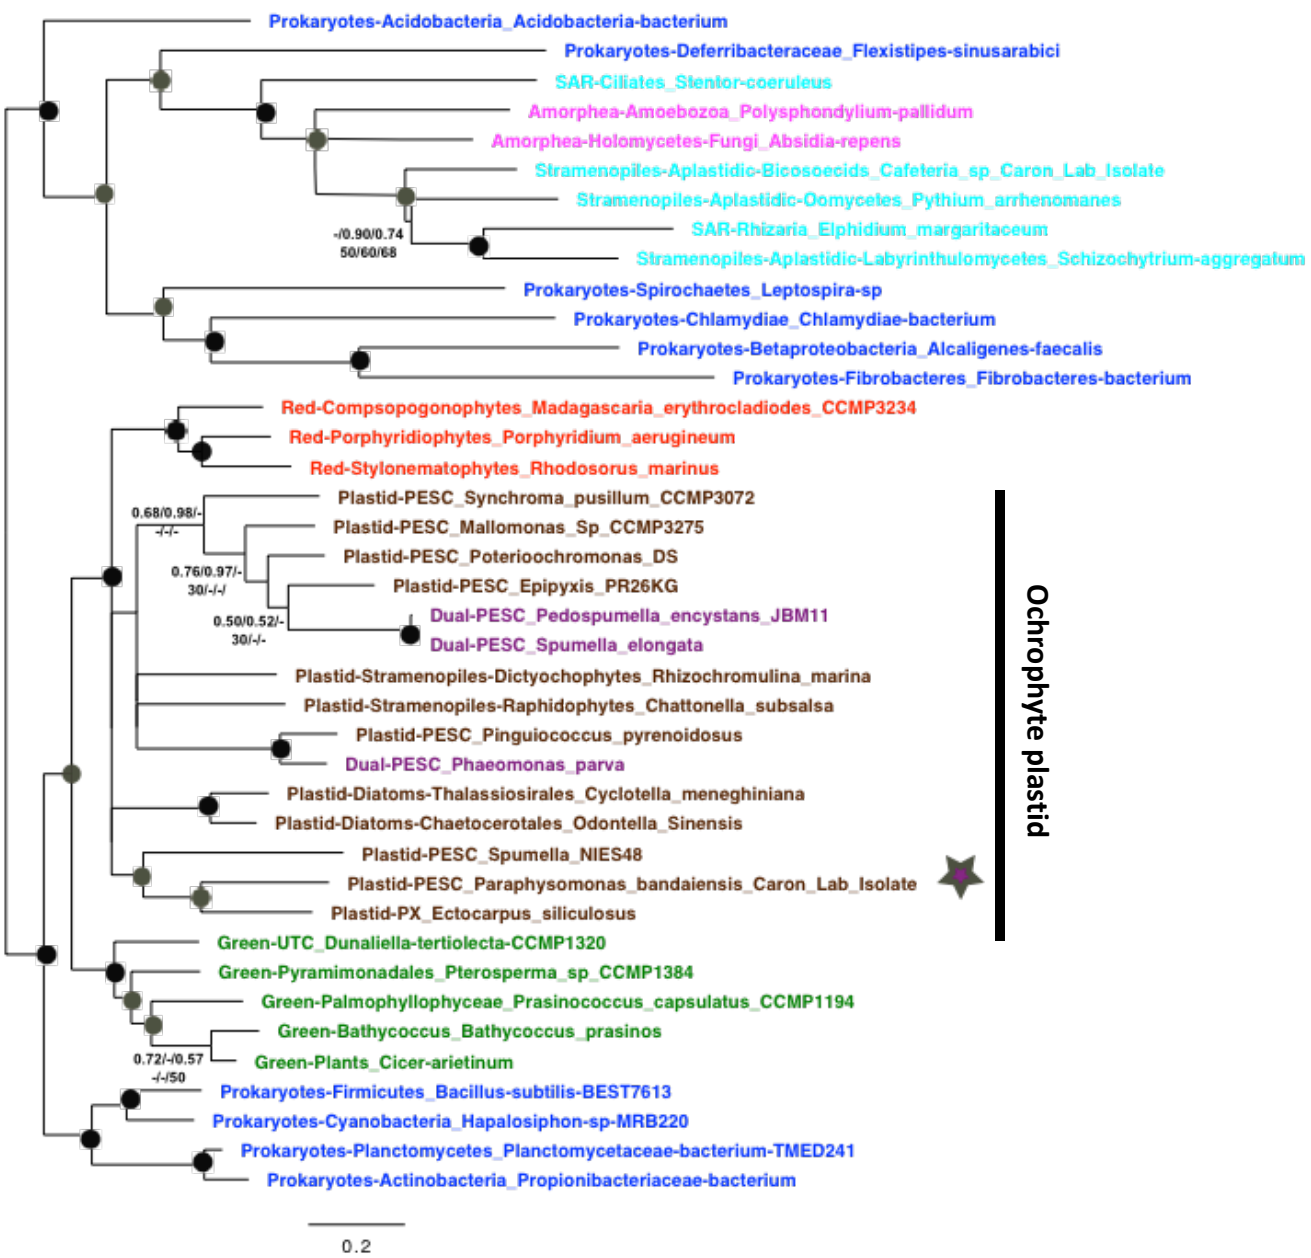 Prokaryotes-Acidobacteria_Acidobacteria-bacterium
Prokaryotes-Deferribacteraceae_Flexistipes-sinusarabici
SAR-Ciliates_Stentor-coeruleus
Amorphea-Amoebozoa_Polysphondylium-pallidum
Amorphea-Holomycetes-Fungi_Absidia-repens
Stramenopiles-Aplastidic-Bicosoecids_Cafeteria_sp_Caron_Lab_Isolate
Stramenopiles-Aplastidic-Oomycetes_Pythium_arrhenomanes
SAR-Rhizaria_Elphidium_margaritaceum
-/0.90/0.74
50/60/68
Stramenopiles-Aplastidic-Labyrinthulomycetes_Schizochytrium-aggregatum
Prokaryotes-Spirochaetes_Leptospira-sp
Prokaryotes-Chlamydiae_Chlamydiae-bacterium
Prokaryotes-Betaproteobacteria_Alcaligenes-faecalis
Prokaryotes-Fibrobacteres_Fibrobacteres-bacterium
Red-Compsopogonophytes_Madagascaria_erythrocladiodes_CCMP3234
Red-Porphyridiophytes_Porphyridium_aerugineum
Red-Stylonematophytes_Rhodosorus_marinus
Plastid-PESC_Synchroma_pusillum_CCMP3072
0.68/0.98/-
-/-/-
Plastid-PESC_Mallomonas_Sp_CCMP3275
Plastid-PESC_Poterioochromonas_DS
0.76/0.97/-
30/-/-/
Plastid-PESC_Epipyxis_PR26KG
Dual-PESC_Pedospumella_encystans_JBM11
0.50/0.52/-
30/-/-
Dual-PESC_Spumella_elongata
Plastid-Stramenopiles-Dictyochophytes_Rhizochromulina_marina
Plastid-Stramenopiles-Raphidophytes_Chattonella_subsalsa
Plastid-PESC_Pinguiococcus_pyrenoidosus
Dual-PESC_Phaeomonas_parva
Plastid-Diatoms-Thalassiosirales_Cyclotella_meneghiniana
Plastid-Diatoms-Chaetocerotales_Odontella_Sinensis
Plastid-PESC_Spumella_NIES48
Plastid-PESC_Paraphysomonas_bandaiensis_Caron_Lab_Isolate
Plastid-PX_Ectocarpus_siliculosus
Ochrophyte plastid
Green-UTC_Dunaliella-tertiolecta-CCMP1320
Green-Pyramimonadales_Pterosperma_sp_CCMP1384
Green-Palmophyllophyceae_Prasinococcus_capsulatus_CCMP1194
Green-Bathycoccus_Bathycoccus_prasinos
0.72/-/0.57
-/-/50
Green-Plants_Cicer-arietinum
Prokaryotes-Firmicutes_Bacillus-subtilis-BEST7613
Prokaryotes-Cyanobacteria_Hapalosiphon-sp-MRB220
Prokaryotes-Planctomycetes_Planctomycetaceae-bacterium-TMED241
Prokaryotes-Actinobacteria_Propionibacteriaceae-bacterium
0.2